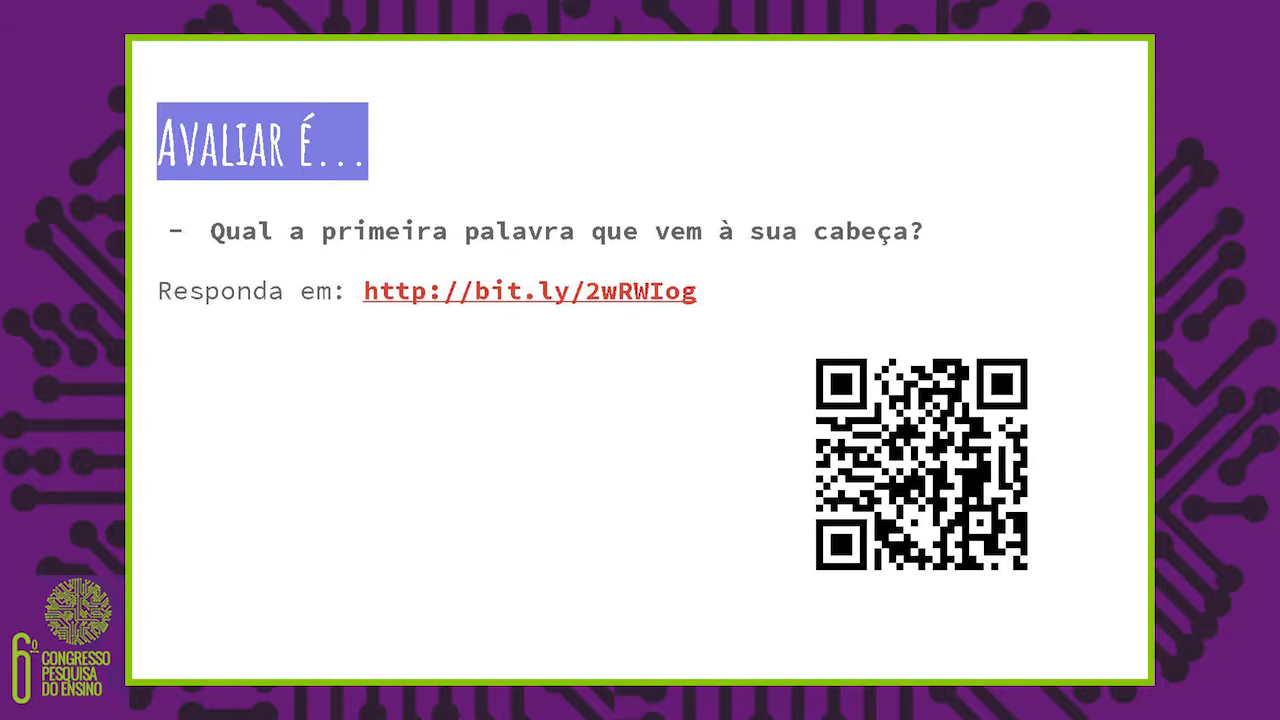 Avaliar é...
- Qual a primeira palavra que vem à sua cabeça?
Responda em: http://bit.ly/2wRWIog
6º
CONGRESSO
PESQUISA
DO ENSINO